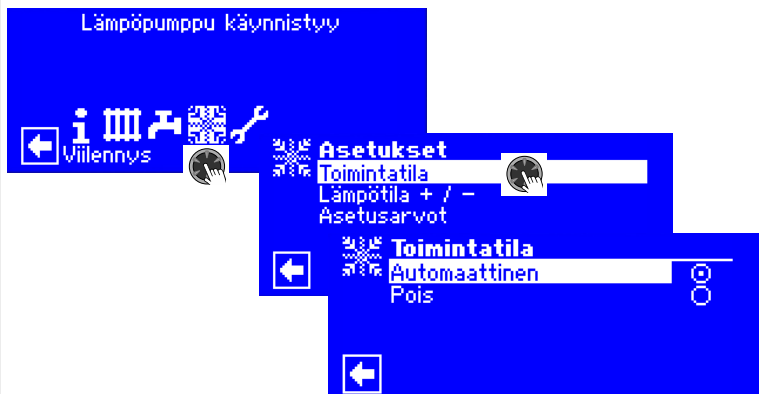 Lämpöpumppu käynnistyy
Viilennys
Asetukset
Toimintatila
Lämpötila + / -
Asetusarvot
Toimintatila
Automaattinen
Pois